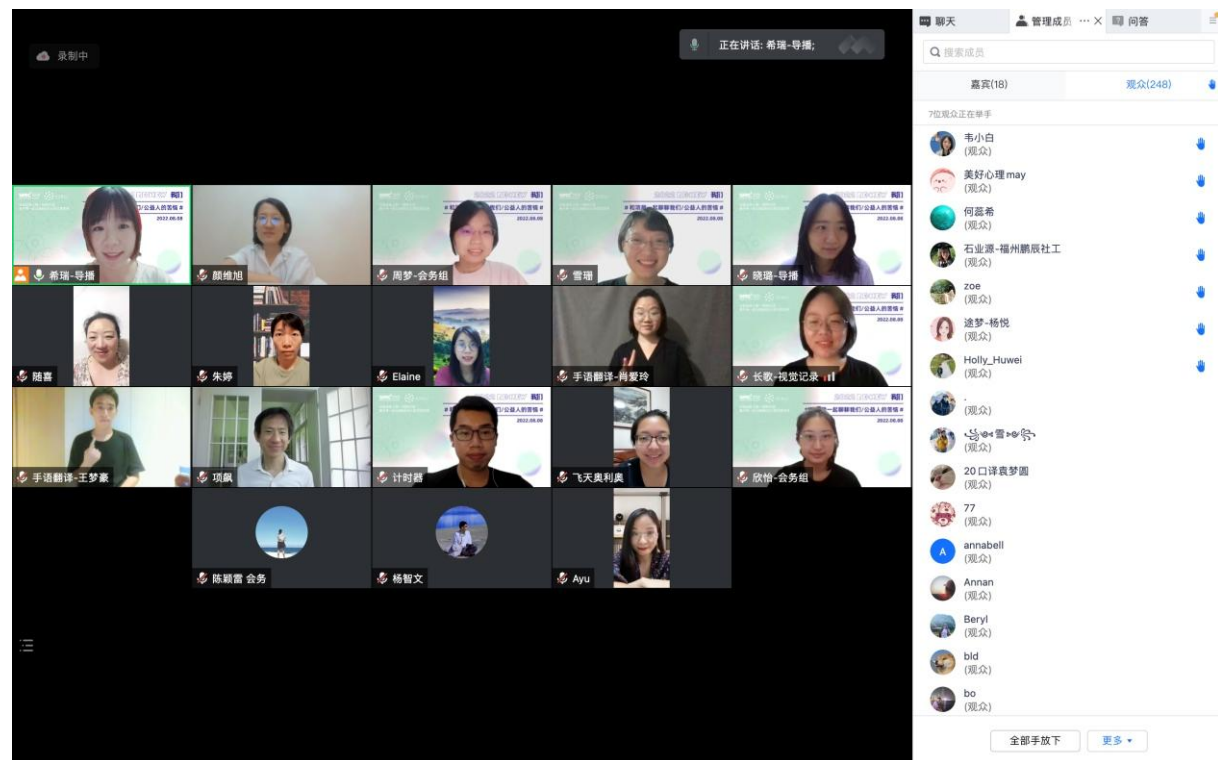 录制中
正在讲话: 希瑞-导播;
2022.09.09
希瑞-导播
颜维旭
周梦-会务组
雪珊
晓璐-导播
随喜
朱婷
Elaine
手语翻译-肖爱玲
长歌-视觉记录
手语翻译-王梦豪
项飙
计时器
飞天奥利奥
欣怡-会务组
陈颖雷 会务
杨智文
Ayu
聊天
管理成员
问答
搜索成员
嘉宾(18)
观众(248)
7位观众正在举手
韦小白
(观众)
美好心理may
(观众)
何蕊希
(观众)
石业源-福州鹏辰社工
(观众)
zoe
(观众)
途梦-杨悦
(观众)
Holly_Huwei
(观众)
.
(观众)
雪
(观众)
20口译袁梦圆
(观众)
77
(观众)
A
annabell
(观众)
Annan
(观众)
Beryl
(观众)
bld
(观众)
bo
(观众)
全部手放下
更多